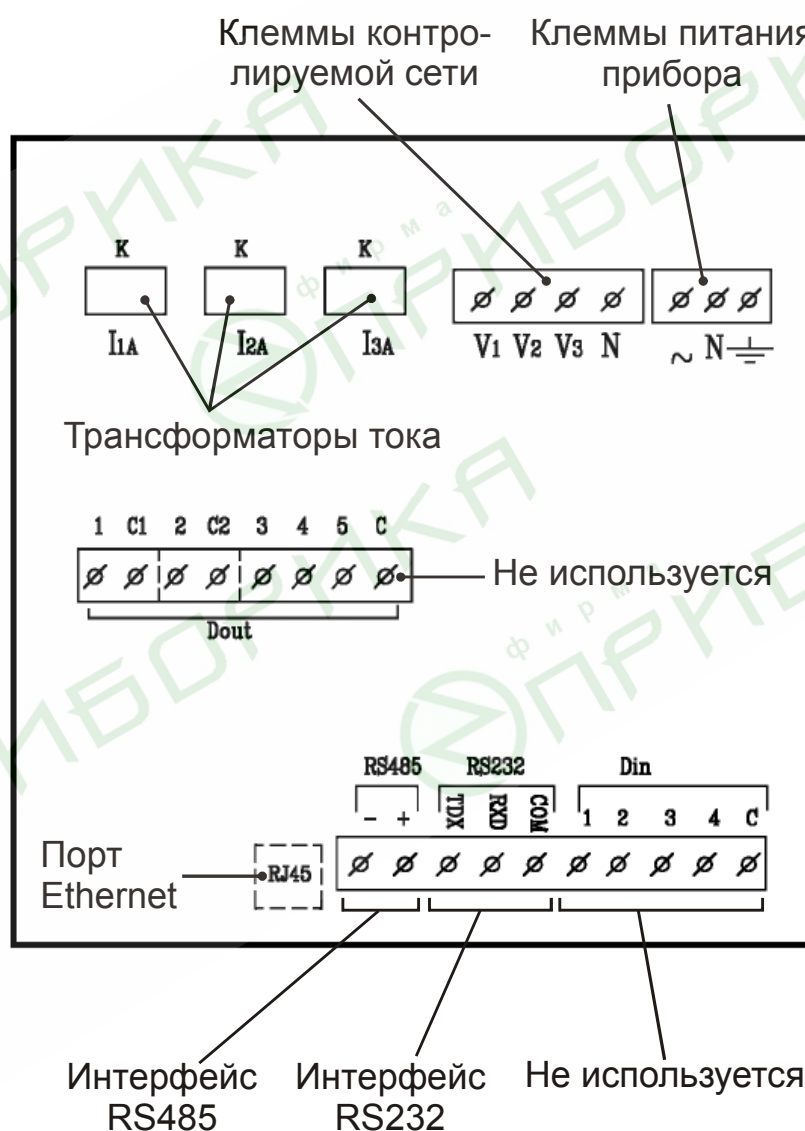 Клеммы контро-
лируемой сети
Клеммы питания
прибора
K K K
I1A I2A I3A
V1 V2 V3 N
~ N
Трансформаторы тока
1 C1 2 C2 3 4 5 C
Не используется
Dout
RS485 RS232 Din
- + TDX RXD COM 1 2 3 4 C
Порт
Ethernet
RJ45
Интерфейс
RS485
Интерфейс
RS232
Не используется
фирма
ПРИБОРИКА